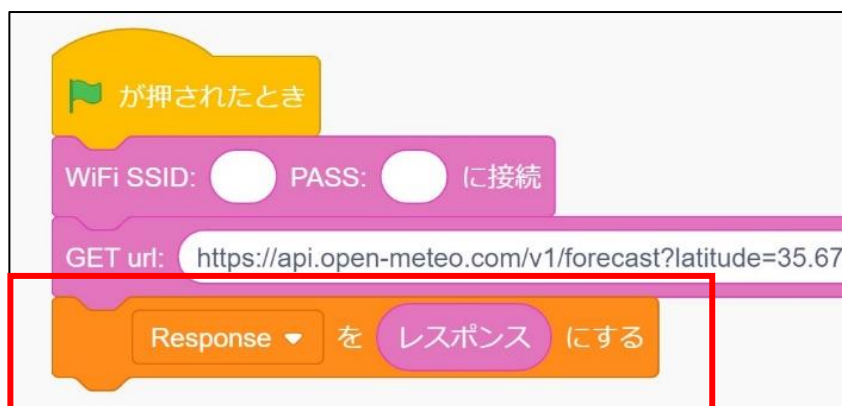 が押されたとき
WiFi SSID: PASS: に接続
GET url: https://api.open-meteo.com/v1/forecast?latitude=35.67
Response を レスポンス にする